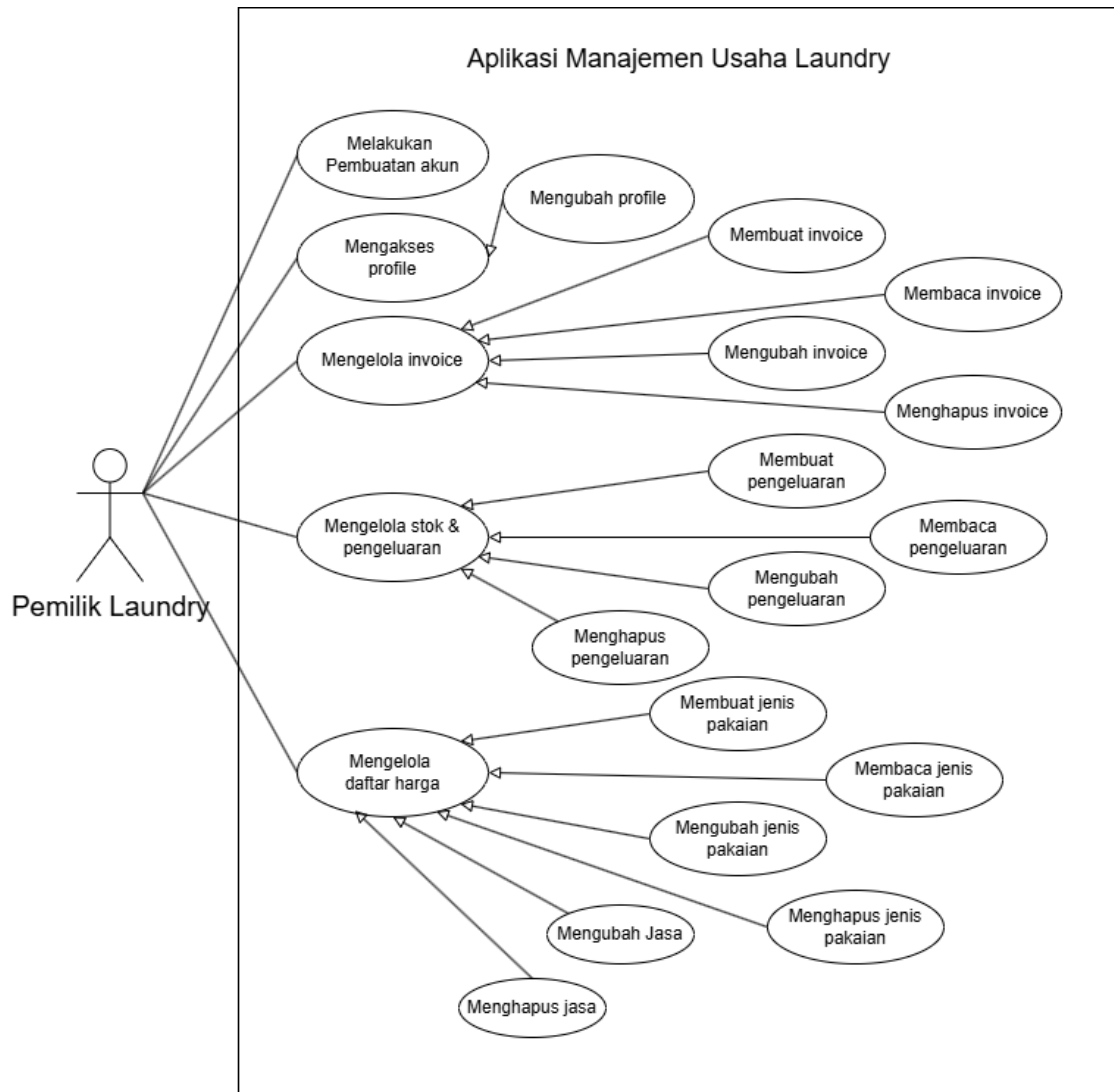 Aplikasi Manajemen Usaha Laundry
Melakukan
Pembuatan akun
Mengubah profile
Mengakses
profile
Membuat invoice
Membaca invoice
Mengelola invoice
Mengubah invoice
Menghapus invoice
Membuat
pengeluaran
Mengelola stok &
pengeluaran
Membaca
pengeluaran
Mengubah
pengeluaran
Pemilik Laundry
Menghapus
pengeluaran
Membuat jenis
pakaian
Mengelola
daftar harga
Membaca jenis
pakaian
Mengubah jenis
pakaian
Menghapus jenis
pakaian
Mengubah Jasa
Menghapus jasa